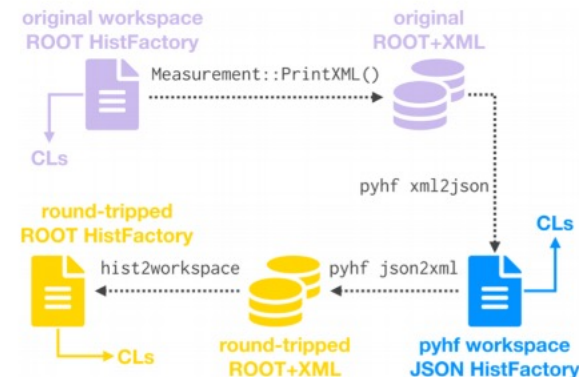 original workspace
ROOT HistFactory
original
ROOT+XML
Measurement::PrintXML()
CLs
pyhf xml2json
round-tripped
ROOT HistFactory
CLs
hist2workspace
pyhf json2xml
CLs
round-tripped
ROOT+XML
pyhf workspace
JSON HistFactory